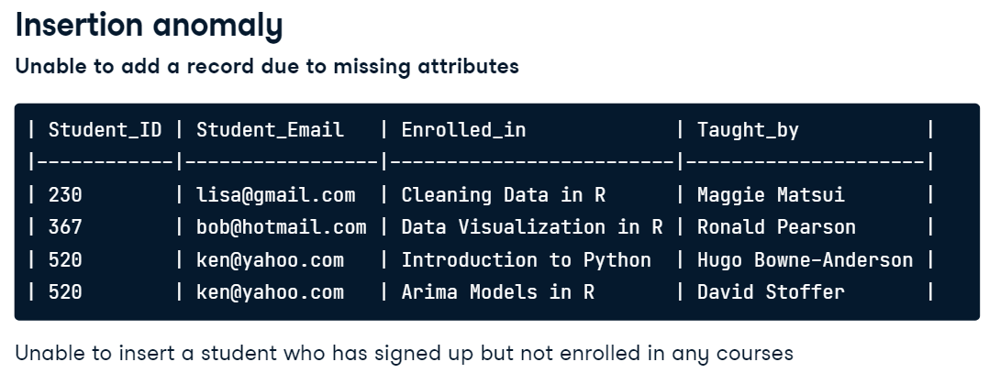 Insertion anomaly
Unable to add a record due to missing attributes
| Student_ID | Student_Email   | Enrolled_in             | Taught_by           |
|------------|-----------------|-------------------------|---------------------|
| 230        | lisa@gmail.com  | Cleaning Data in R      | Maggie Matsui       |
| 367        | bob@hotmail.com | Data Visualization in R | Ronald Pearson      |
| 520        | ken@yahoo.com   | Introduction to Python  | Hugo Bowne-Anderson |
| 520        | ken@yahoo.com   | Arima Models in R       | David Stoffer       |
Unable to insert a student who has signed up but not enrolled in any courses